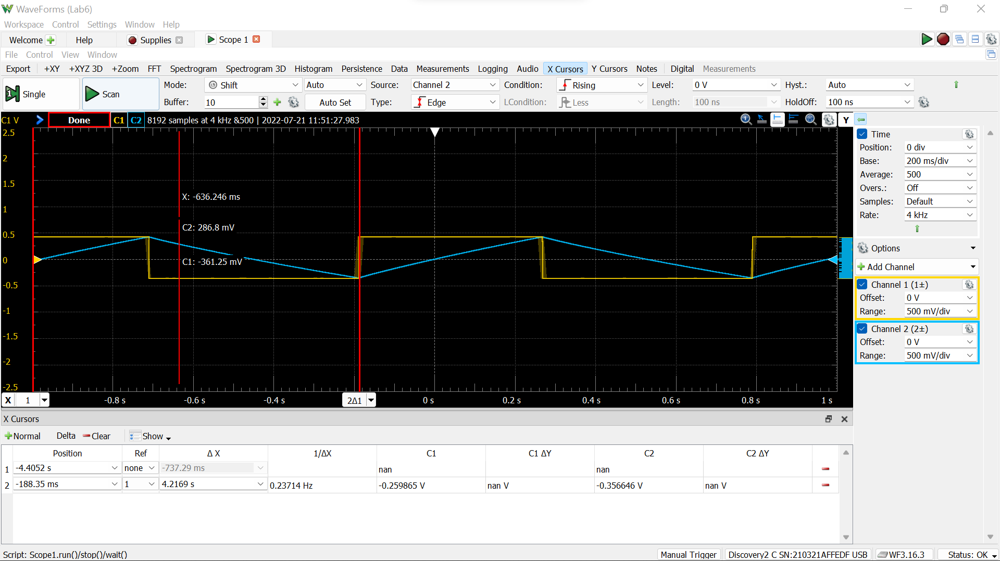 WaveForms (Lab6)
Workspace Control Settings Window Help
Welcome Help Supplies Scope 1
File Control View Window
Export +XY +XYZ 3D +Zoom FFT Spectrogram Spectrogram 3D Histogram Persistence Data Measurements Logging Audio X Cursors Y Cursors Notes Digital Measurements
1 Single Scan Mode: Shift Auto Source: Channel 2 Condition: Rising Level: 0 V Hyst.: Auto
Buffer: 10 Auto Set Type: Edge LCondition: Less Length: 100 ns HoldOff: 100 ns
C1 V Done C1 C2 8192 samples at 4 kHz &500 | 2022-07-21 11:51:27.983 Y
2.5
2
1.5
1
0.5
0
-0.5
-1
-1.5
-2
-2.5
X: -636.246 ms
C2: 286.8 mV
C1: -361.25 mV
X 1 -0.8 s -0.6 s -0.4 s 2Δ1 0 s 0.2 s 0.4 s 0.6 s 0.8 s 1 s
Time
Position: 0 div
Base: 200 ms/div
Average: 500
Overs.: Off
Samples: Default
Rate: 4 kHz
Options
Add Channel
Channel 1 (1±)
Offset: 0 V
Range: 500 mV/div
Channel 2 (2±)
Offset: 0 V
Range: 500 mV/div
X Cursors
Normal Delta Clear Show
Position Ref Δ X 1/ΔX C1 C1 ΔY C2 C2 ΔY
1 -4.4052 s none -737.29 ms nan nan
2 -188.35 ms 1 4.2169 s 0.23714 Hz -0.259865 V nan V -0.356646 V nan V
Script: Scope1.run()/stop()/wait() Manual Trigger Discovery2 C SN:210321AFFEDF USB WF3.16.3 Status: OK